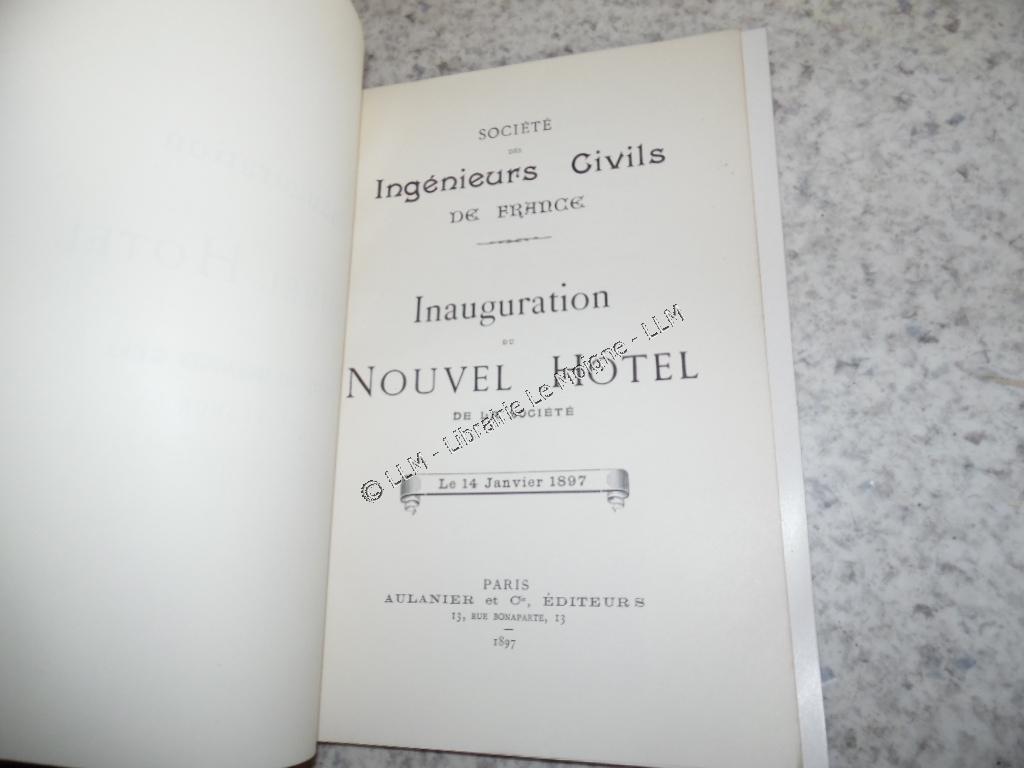 SOCIÉTÉ
DES
Ingénieurs Civils
DE FRANCE
Inauguration
DU
NOUVEL HÔTEL
DE LA SOCIÉTÉ
Le 14 Janvier 1897
PARIS
AULANIER et Cie, ÉDITEURS
13, RUE BONAPARTE, 13
1897
© LLM - Librairie Le Moigne - LLM